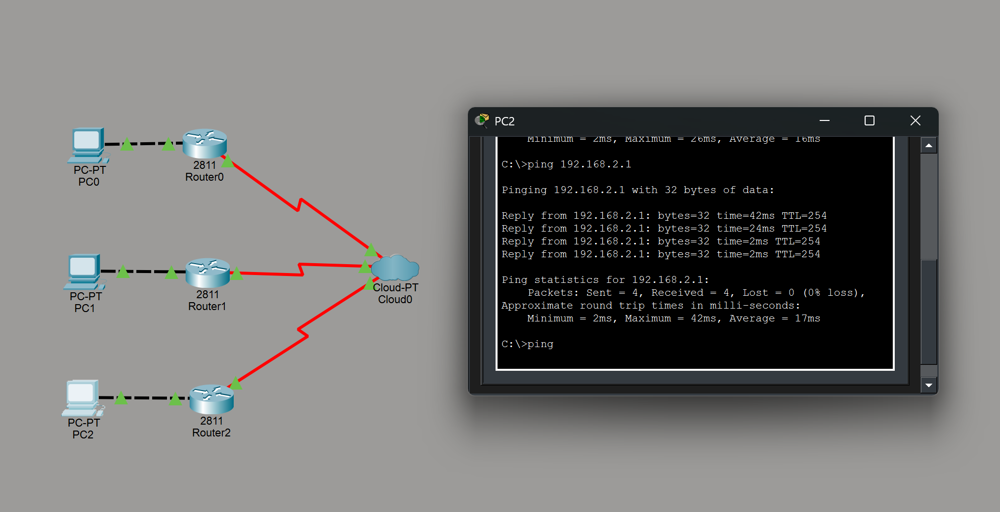 PC-PT
PC0
2811
Router0
PC-PT
PC1
2811
Router1
Cloud-PT
Cloud0
PC-PT
PC2
2811
Router2
PC2
Minimum = 2ms, Maximum = 26ms, Average = 16ms
C:\>ping 192.168.2.1
Pinging 192.168.2.1 with 32 bytes of data:
Reply from 192.168.2.1: bytes=32 time=42ms TTL=254
Reply from 192.168.2.1: bytes=32 time=24ms TTL=254
Reply from 192.168.2.1: bytes=32 time=2ms TTL=254
Reply from 192.168.2.1: bytes=32 time=2ms TTL=254
Ping statistics for 192.168.2.1:
Packets: Sent = 4, Received = 4, Lost = 0 (0% loss),
Approximate round trip times in milli-seconds:
Minimum = 2ms, Maximum = 42ms, Average = 17ms
C:\>ping